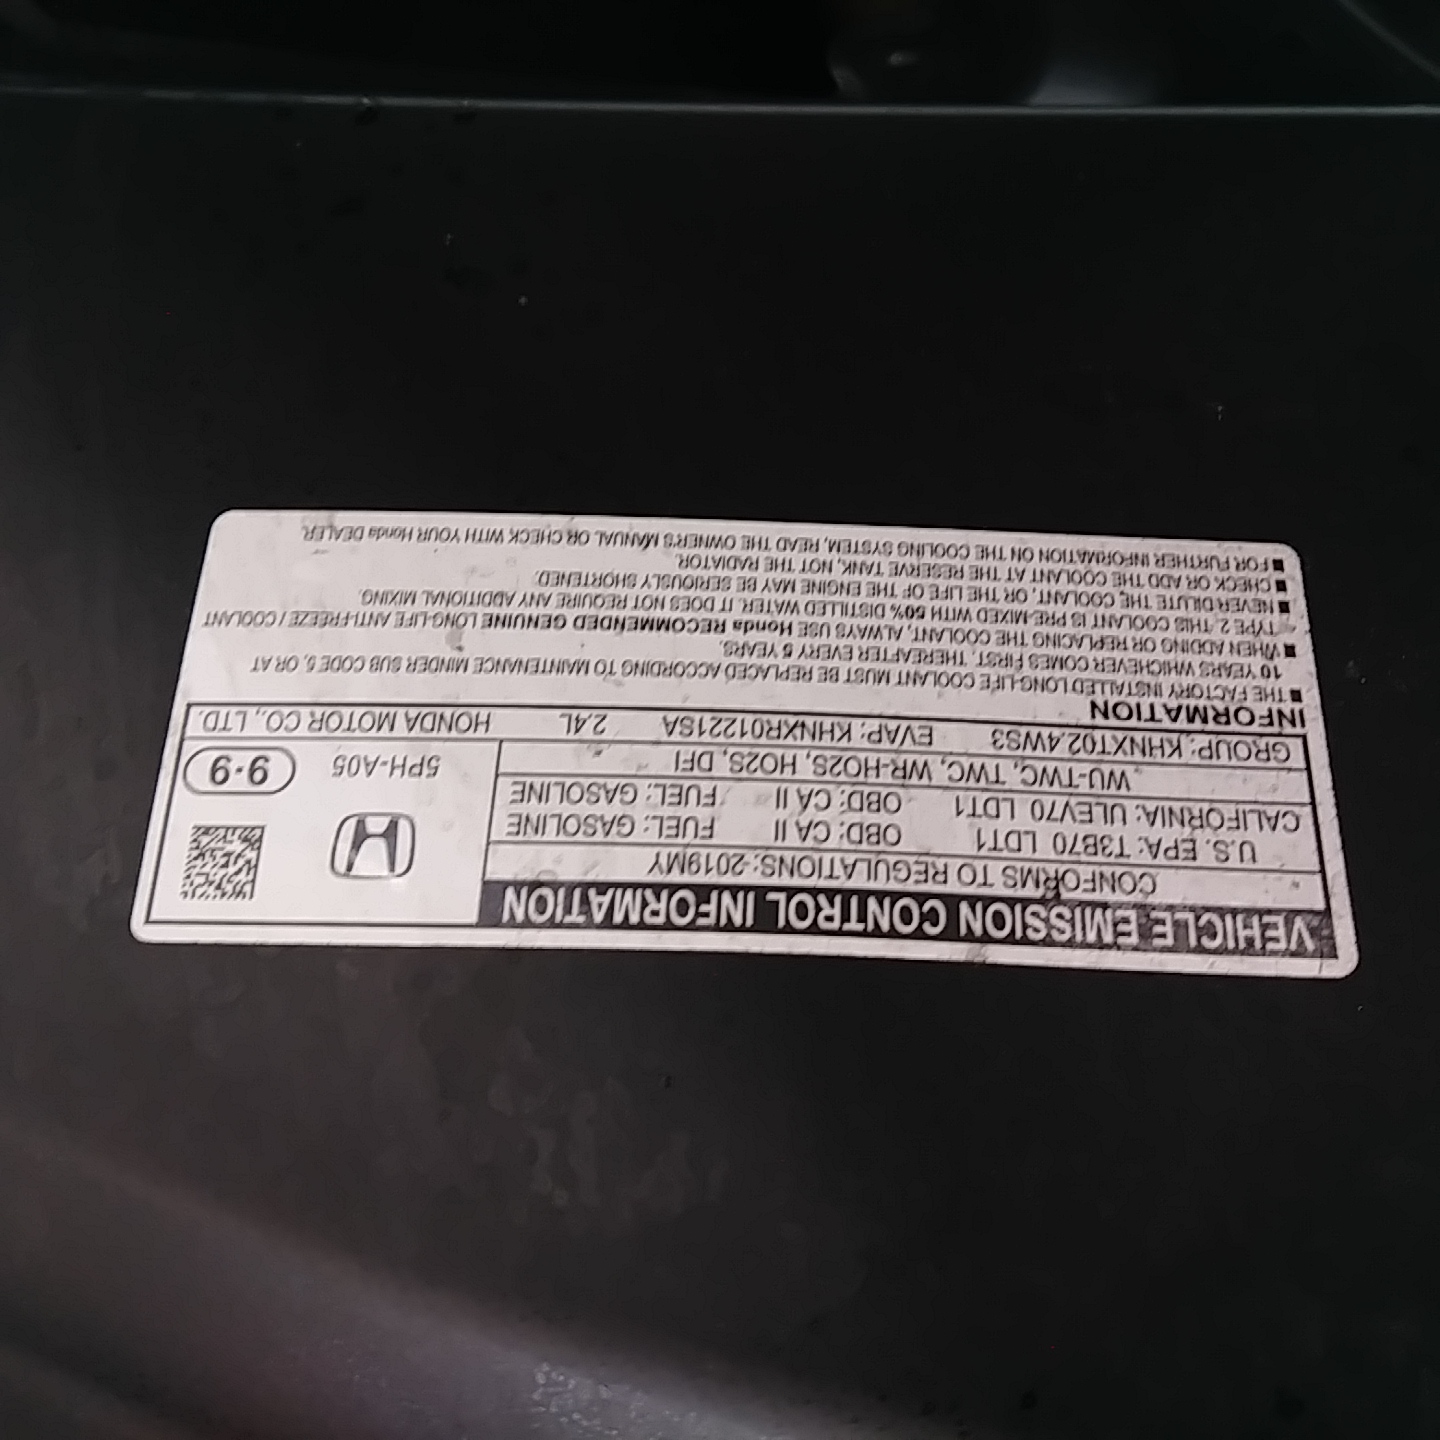 VEHICLE EMISSION CONTROL INFORMATION
CONFORMS TO REGULATIONS: 2019MY
U.S. EPA: T3B70 LDT1 OBD: CA II FUEL: GASOLINE
CALIFORNIA: ULEV70 LDT1 OBD: CA II FUEL: GASOLINE
WU-TWC, TWC, WR-HO2S, HO2S, DFI
5PH-A05 9-9
GROUP: KHNXT02.4WS3 EVAP: KHNXR01221SA 2.4L HONDA MOTOR CO., LTD.
INFORMATION
■ THE FACTORY INSTALLED LONG-LIFE COOLANT MUST BE REPLACED ACCORDING TO MAINTENANCE MINDER SUB CODE 5, OR AT
10 YEARS WHICHEVER COMES FIRST. THEREAFTER EVERY 5 YEARS.
■ WHEN ADDING OR REPLACING THE COOLANT, ALWAYS USE Honda RECOMMENDED GENUINE LONG-LIFE ANTI-FREEZE / COOLANT
TYPE 2. THIS COOLANT IS PRE-MIXED WITH 50% DISTILLED WATER. IT DOES NOT REQUIRE ANY ADDITIONAL MIXING.
■ NEVER DILUTE THE COOLANT, OR THE LIFE OF THE ENGINE MAY BE SERIOUSLY SHORTENED.
■ CHECK OR ADD THE COOLANT AT THE RESERVE TANK, NOT THE RADIATOR.
■ FOR FURTHER INFORMATION ON THE COOLING SYSTEM, READ THE OWNER'S MANUAL OR CHECK WITH YOUR Honda DEALER.